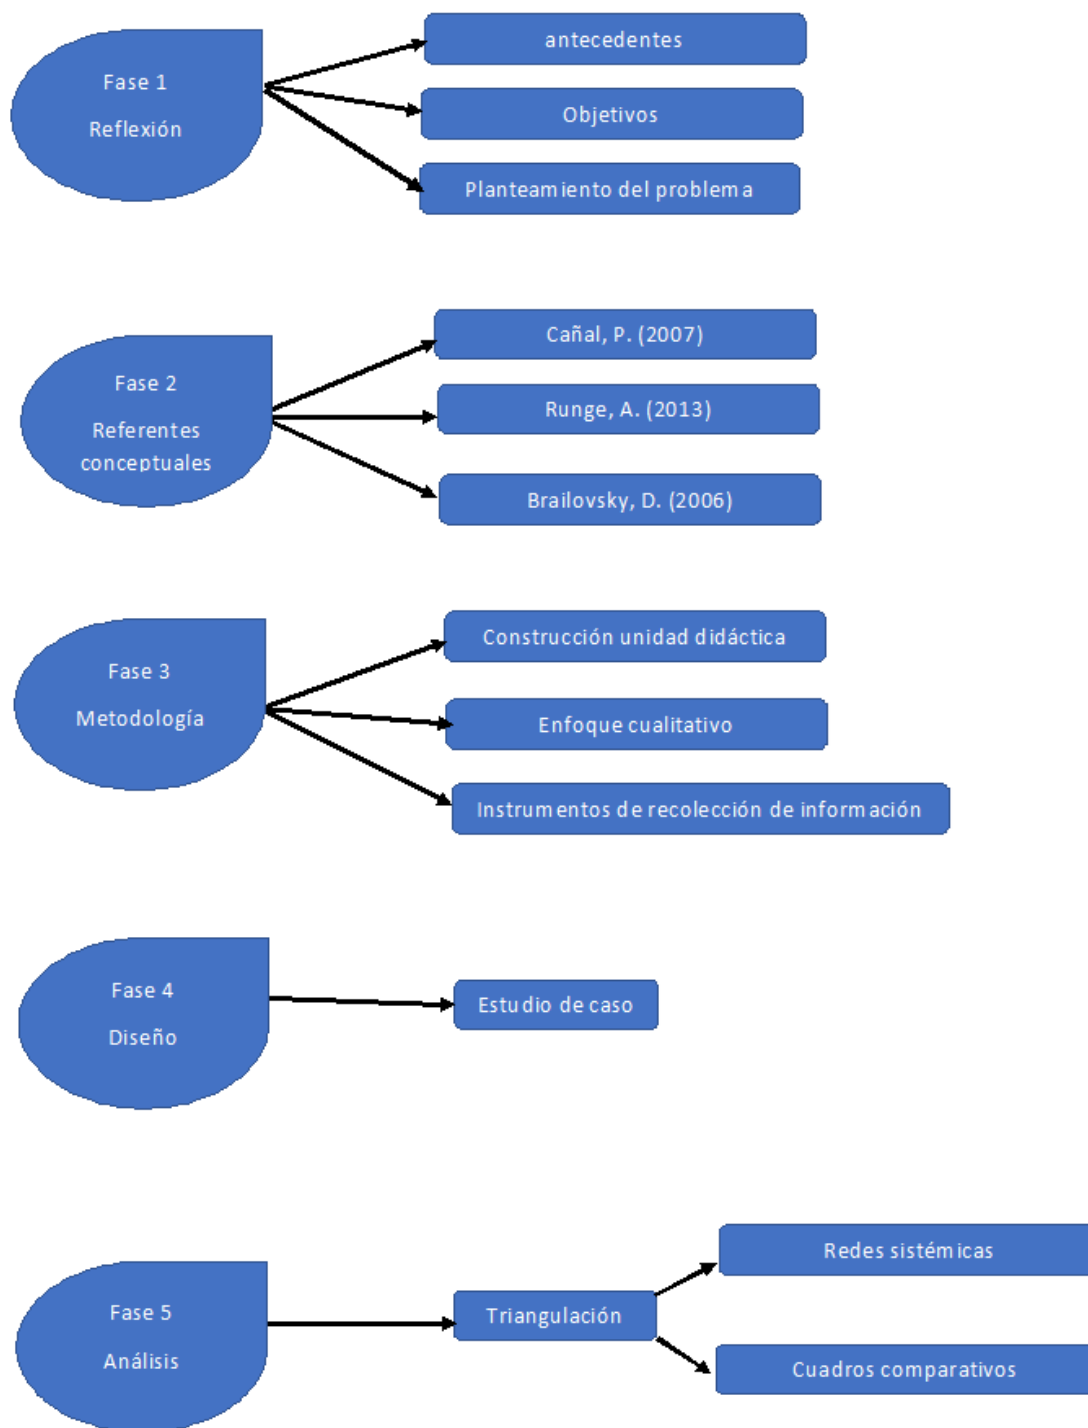 Fase 1
Reflexión
antecedentes
Objetivos
Planteamiento del problema
Fase 2
Referentes
conceptuales
Cañal, P. (2007)
Runge, A. (2013)
Brailovsky, D. (2006)
Fase 3
Metodología
Construcción unidad didáctica
Enfoque cualitativo
Instrumentos de recolección de información
Fase 4
Diseño
Estudio de caso
Fase 5
Análisis
Triangulación
Redes sistémicas
Cuadros comparativos